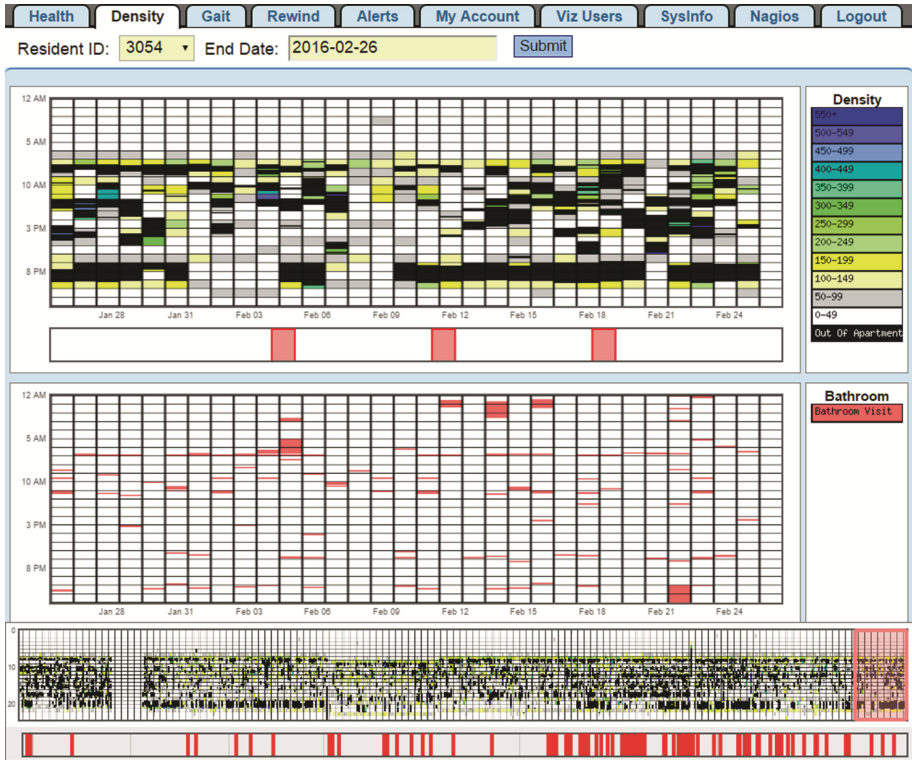 Health Density Gait Rewind Alerts My Account Viz Users SysInfo Nagios Logout
Resident ID: 3054 End Date: 2016-02-26 Submit
12 AM
5 AM
10 AM
3 PM
8 PM
Jan 28 Jan 31 Feb 03 Feb 06 Feb 09 Feb 12 Feb 15 Feb 18 Feb 21 Feb 24
Density
550+
500-549
450-499
400-449
350-399
300-349
250-299
200-249
150-199
100-149
50-99
0-49
Out Of Apartment
12 AM
5 AM
10 AM
3 PM
8 PM
Jan 28 Jan 31 Feb 03 Feb 06 Feb 09 Feb 12 Feb 15 Feb 18 Feb 21 Feb 24
Bathroom
Bathroom Visit
0
10
20